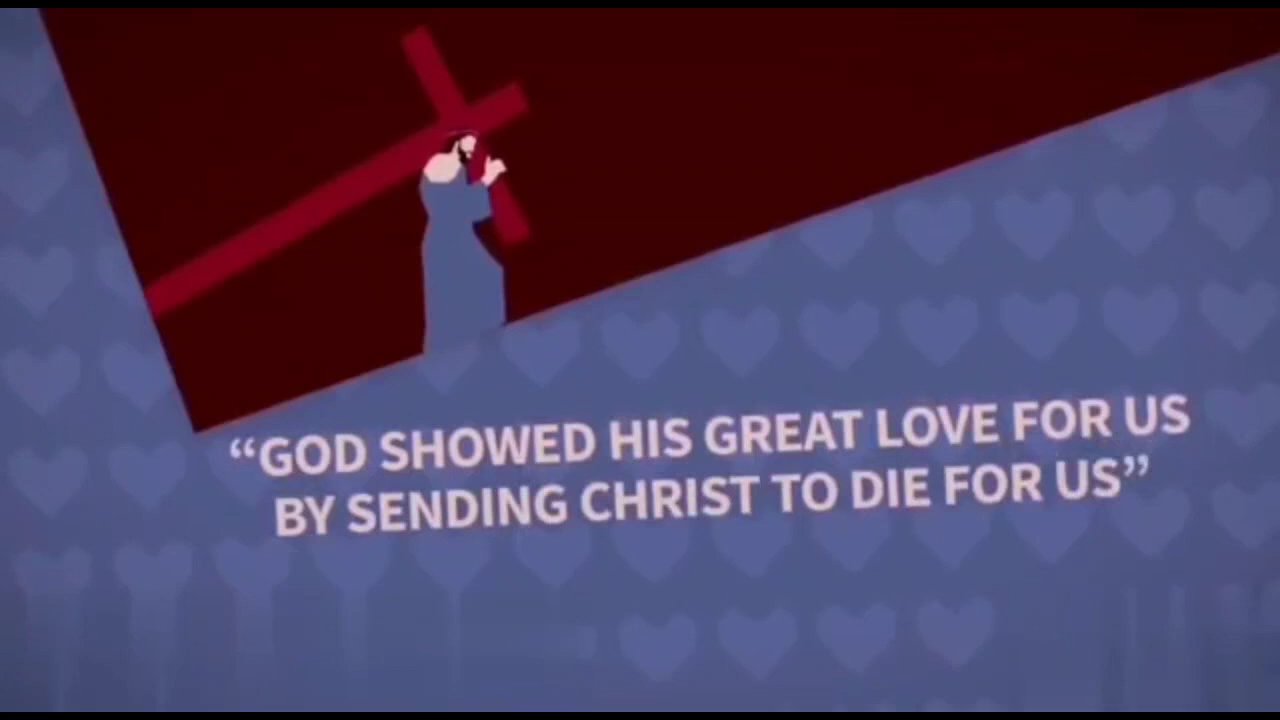 “GOD SHOWED HIS GREAT LOVE FOR US
BY SENDING CHRIST TO DIE FOR US”